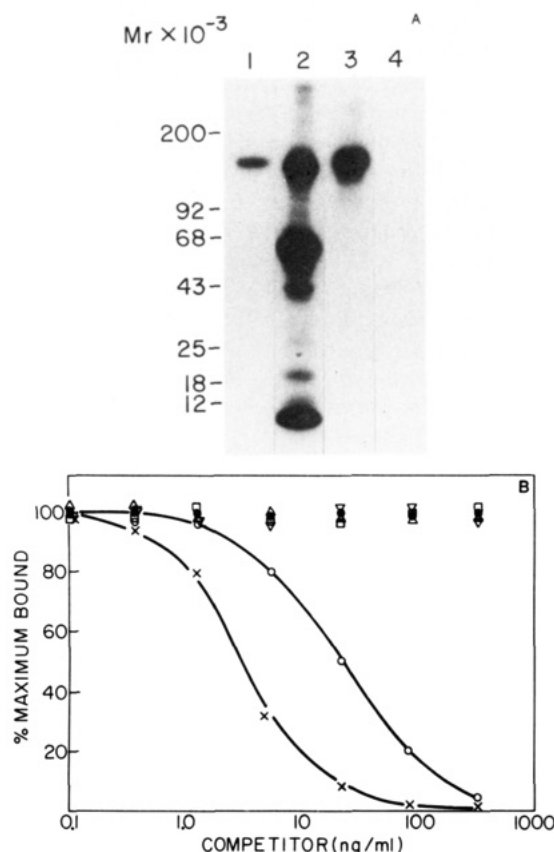 Mr × 10⁻³
A
1 2 3 4
200-
92-
68-
43-
25-
18-
12-
B
% MAXIMUM BOUND
100
80
60
40
20
0.1 1.0 10 100 1000
COMPETITOR (ng/ml)